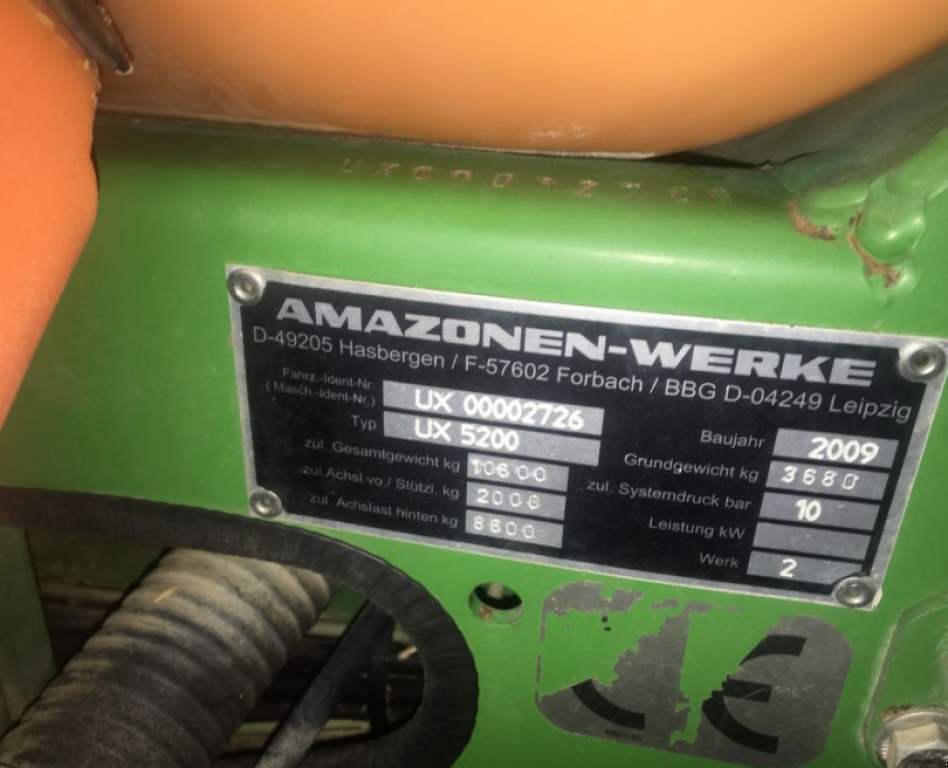 AMAZONEN-WERKE
D-49205 Hasbergen / F-57602 Forbach / BBG D-04249 Leipzig
Fahrz.-Ident-Nr.
(Masch.-Ident-Nr.) UX 00002726
Typ UX 5200
zul. Gesamtgewicht kg 10600
zul. Achsl.vo./ Stützl. kg 2000
zul. Achslast hinten kg 8600
Baujahr 2009
Grundgewicht kg 3680
zul. Systemdruck bar 10
Leistung kW
Werk 2
CE